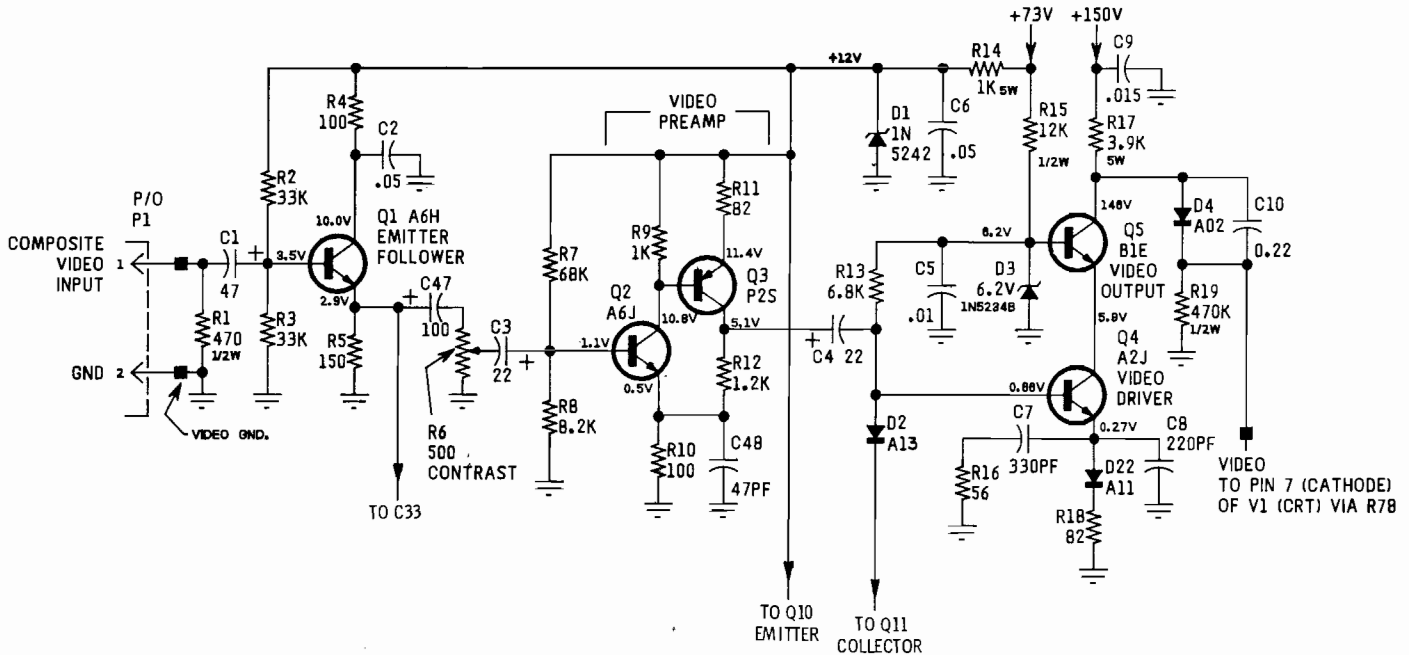 +73V
+150V
C9
.015
R14
1K 5W
+12V
R4
100
C2
.05
VIDEO
PREAMP
D1
1N
5242
C6
.05
R15
12K
1/2W
R17
3.9K
5W
P/O
P1
R2
33K
10.0V
Q1 A6H
EMITTER
FOLLOWER
R11
82
148V
D4
A02
C10
0.22
COMPOSITE
VIDEO
INPUT
1
C1
+
47
3.5V
R7
68K
R9
1K
11.4V
Q3
P2S
R13
6.8K
6.2V
C5
.01
D3
6.2V
1N5234B
Q5
B1E
VIDEO
OUTPUT
2.9V
+
C47
100
Q2
A6J
10.8V
5.1V
R19
470K
1/2W
R1
470
1/2W
R3
33K
R5
150
C3
+
22
1.1V
0.5V
R12
1.2K
+
C4 22
5.9V
Q4
A2J
VIDEO
DRIVER
GND
2
VIDEO GND.
R6
500
CONTRAST
R8
8.2K
0.88V
D2
A13
C7
330PF
0.27V
C8
220PF
R10
100
C48
47PF
R16
56
D22
A11
R18
82
VIDEO
TO PIN 7 (CATHODE)
OF V1 (CRT) VIA R78
TO C33
TO Q10
EMITTER
TO Q11
COLLECTOR